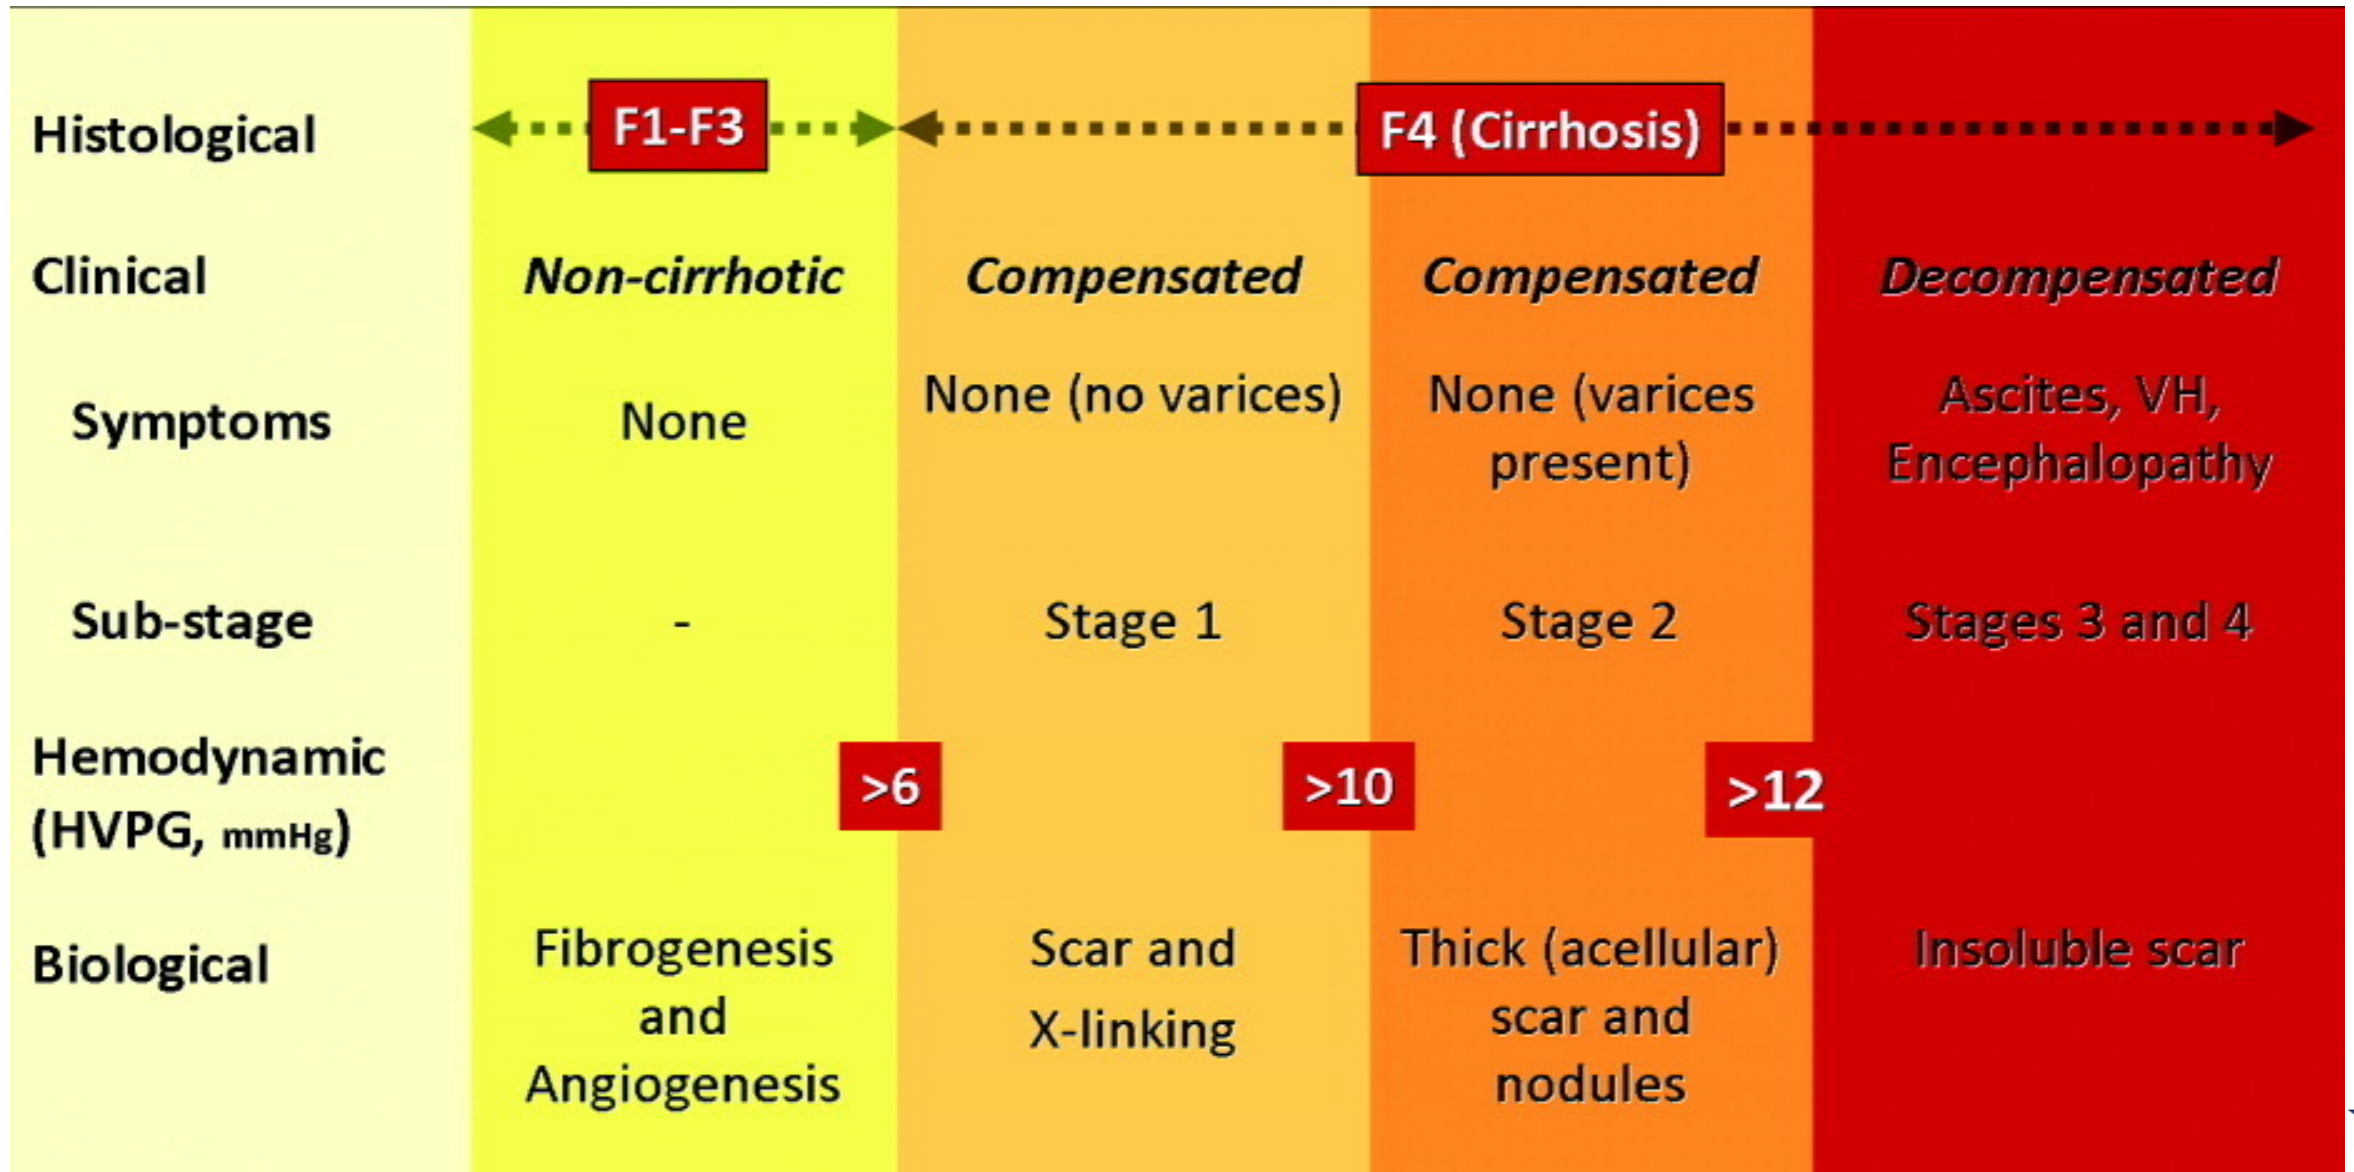 Histological
F1-F3
F4 (Cirrhosis)
Clinical
Non-cirrhotic
Compensated
Compensated
Decompensated
Symptoms
None
None (no varices)
None (varices
present)
Ascites, VH,
Encephalopathy
Sub-stage
-
Stage 1
Stage 2
Stages 3 and 4
Hemodynamic
(HVPG, mmHg)
>6
>10
>12
Biological
Fibrogenesis
and
Angiogenesis
Scar and
X-linking
Thick (acellular)
scar and
nodules
Insoluble scar